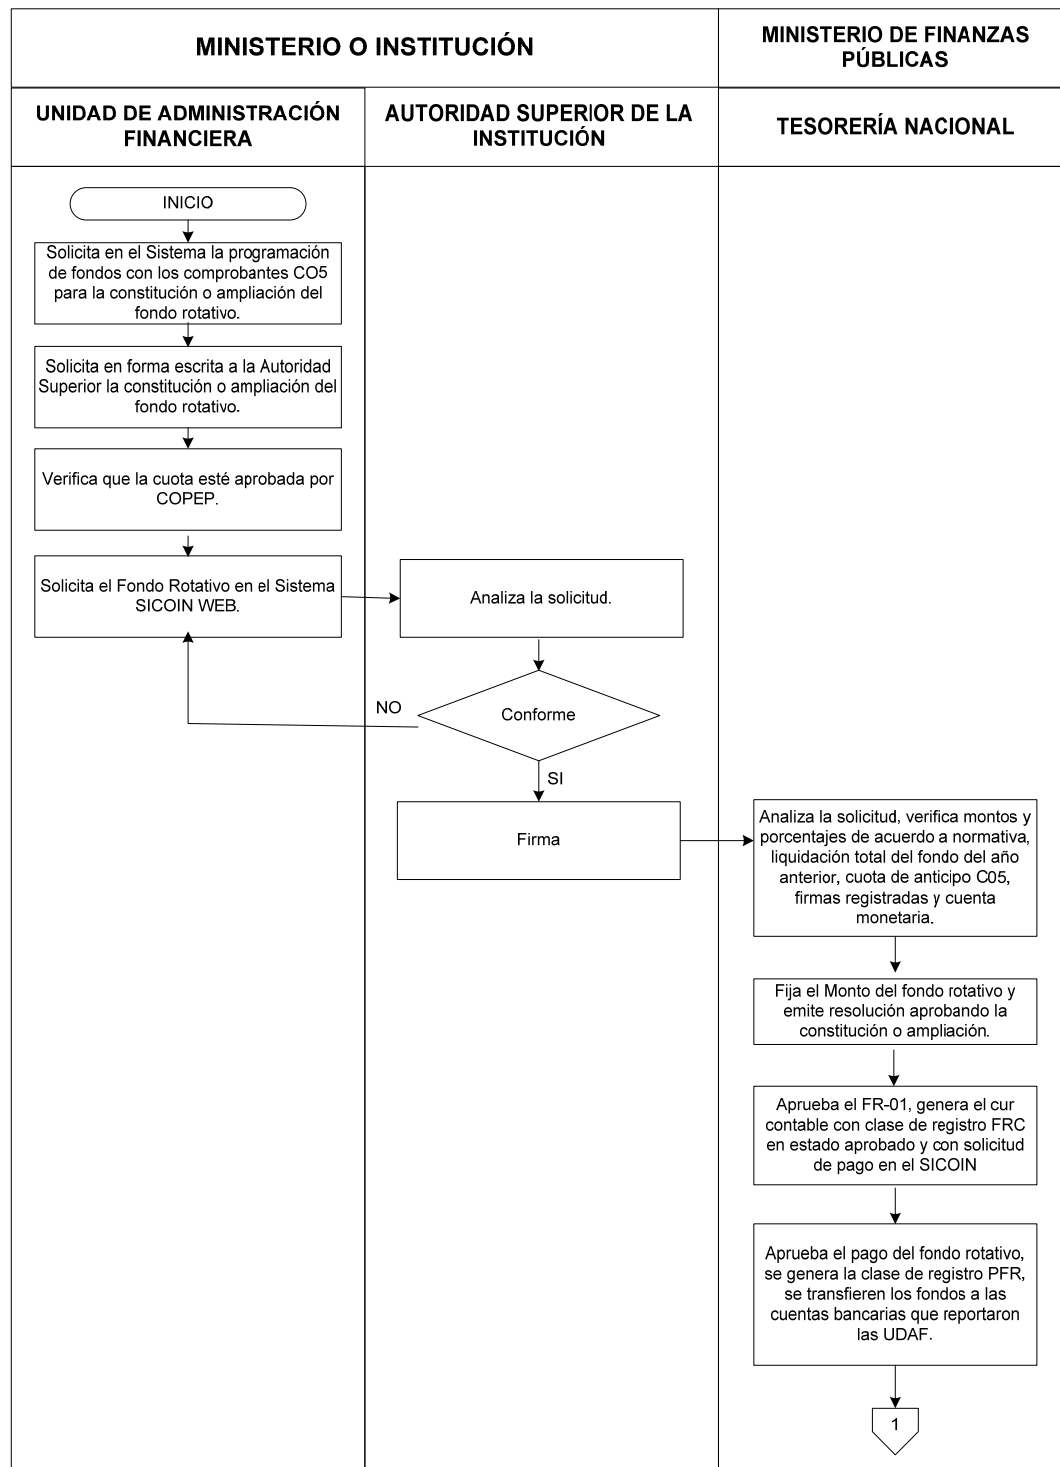 MINISTERIO O INSTITUCIÓN
MINISTERIO DE FINANZAS
PÚBLICAS
UNIDAD DE ADMINISTRACIÓN
FINANCIERA
AUTORIDAD SUPERIOR DE LA
INSTITUCIÓN
TESORERÍA NACIONAL
INICIO
Solicita en el Sistema la programación
de fondos con los comprobantes CO5
para la constitución o ampliación del
fondo rotativo.
Solicita en forma escrita a la Autoridad
Superior la constitución o ampliación del
fondo rotativo.
Verifica que la cuota esté aprobada por
COPEP.
Solicita el Fondo Rotativo en el Sistema
SICOIN WEB.
Analiza la solicitud.
Conforme
NO
SI
Firma
Analiza la solicitud, verifica montos y
porcentajes de acuerdo a normativa,
liquidación total del fondo del año
anterior, cuota de anticipo C05,
firmas registradas y cuenta
monetaria.
Fija el Monto del fondo rotativo y
emite resolución aprobando la
constitución o ampliación.
Aprueba el FR-01, genera el cur
contable con clase de registro FRC
en estado aprobado y con solicitud
de pago en el SICOIN
Aprueba el pago del fondo rotativo,
se genera la clase de registro PFR,
se transfieren los fondos a las
cuentas bancarias que reportaron
las UDAF.
1